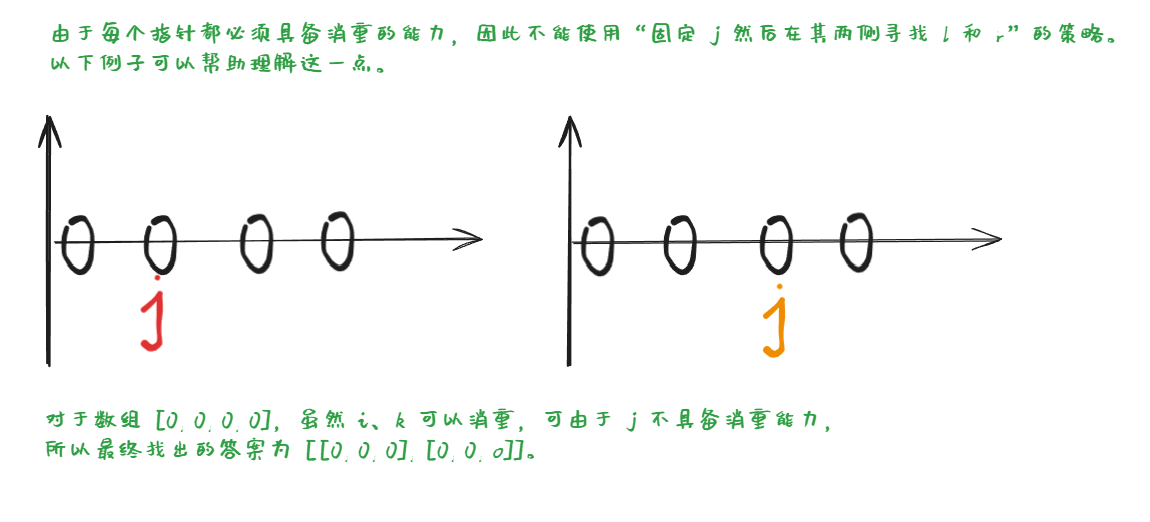 由于每个指针都必须具备消重的能力，因此不能使用“固定 j 然后在其两侧寻找 l 和 r”的策略。
以下例子可以帮助理解这一点。
0 0 0 0
0 0 0 0
j
j
对于数组 [0, 0, 0, 0]，虽然 i、k 可以消重，可由于 j 不具备消重能力，
所以最终找出的答案为 [[0, 0, 0], [0, 0, 0]]。